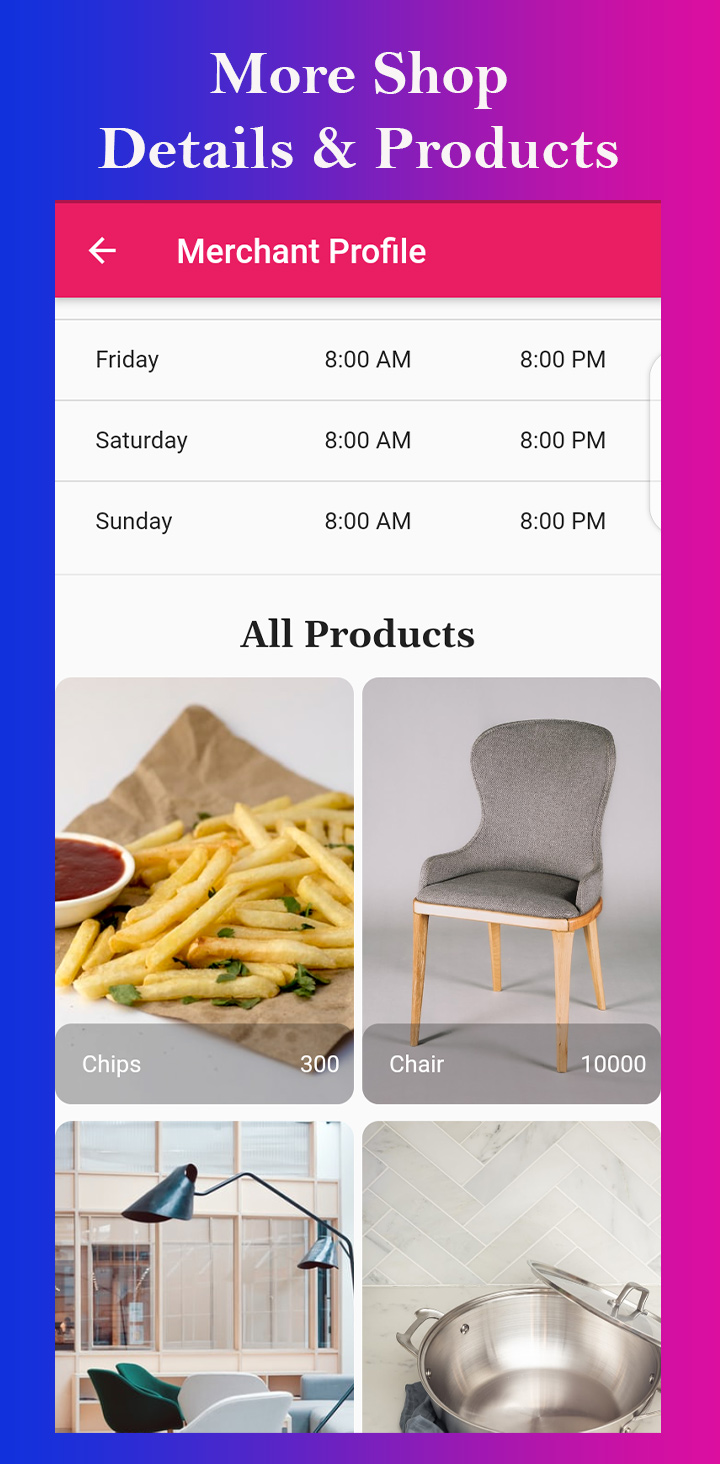 More Shop
Details & Products
Merchant Profile
Friday 8:00 AM 8:00 PM
Saturday 8:00 AM 8:00 PM
Sunday 8:00 AM 8:00 PM
All Products
Chips 300
Chair 10000